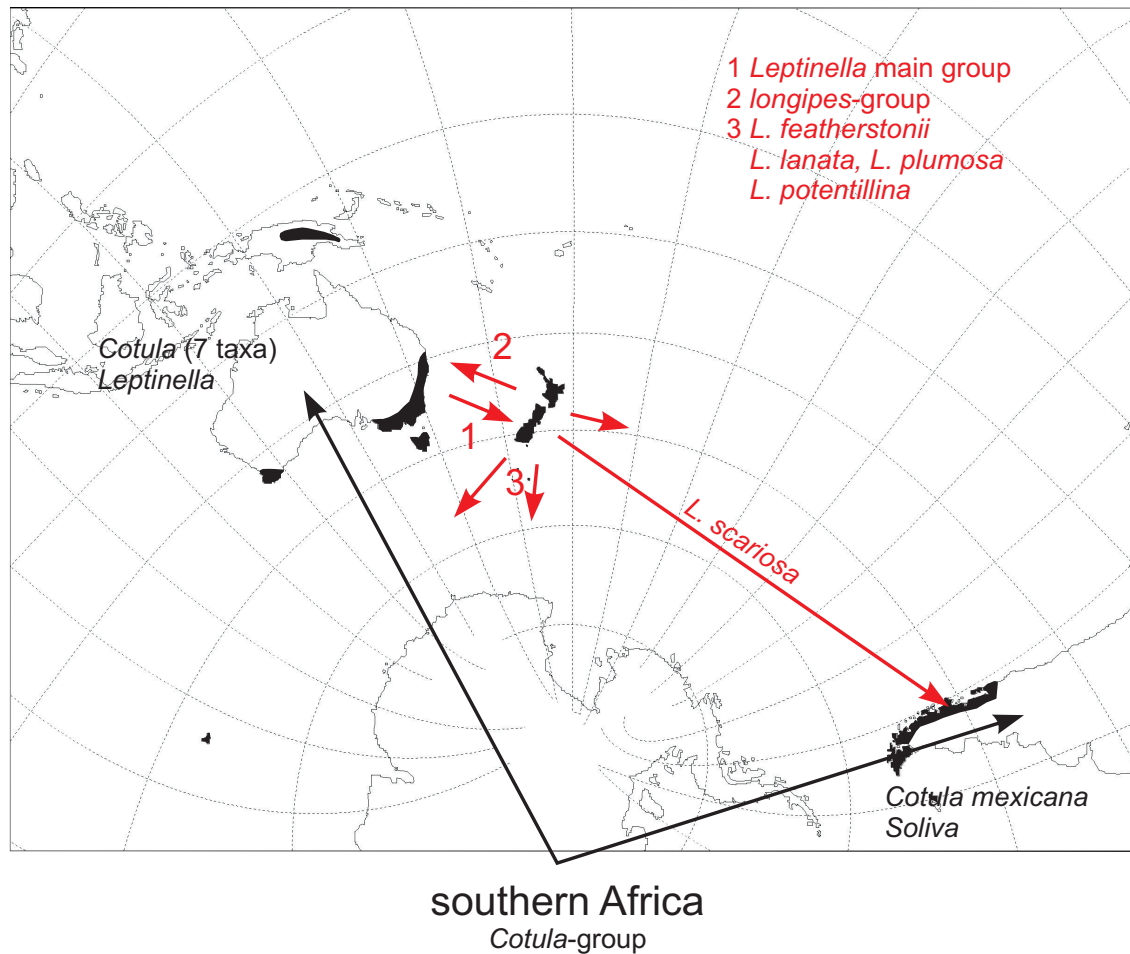 1 Leptinella main group
2 longipes-group
3 L. featherstonii
L. lanata, L. plumosa
L. potentillina
Cotula (7 taxa)
Leptinella
2
1
3
L. scariosa
Cotula mexicana
Soliva
southern Africa
Cotula-group